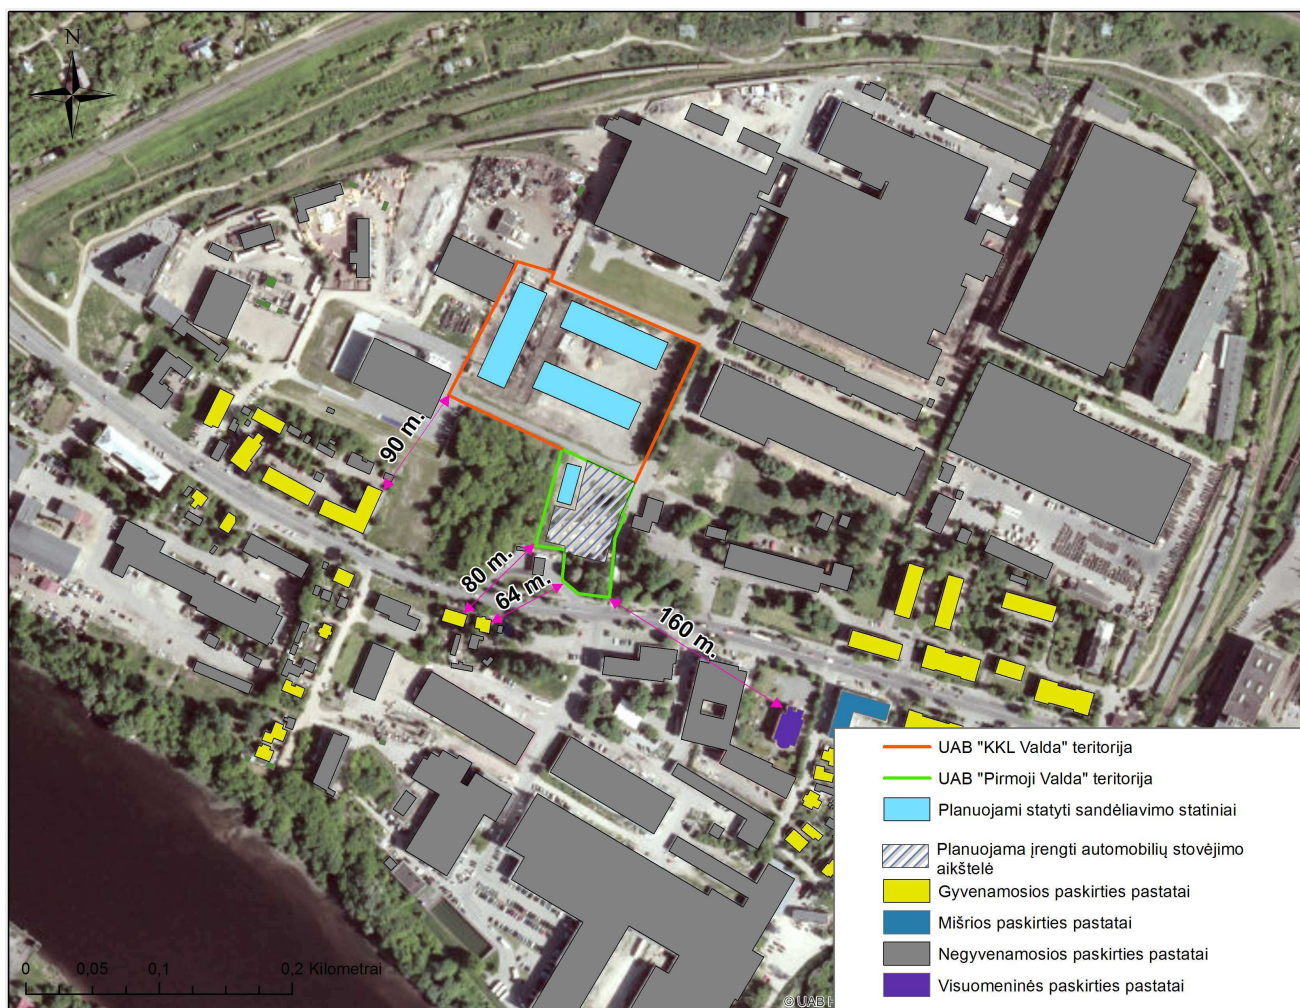 N
90 m.
80 m.
64 m.
160 m.
UAB "KKL Valda" teritorija
UAB "Pirmoji Valda" teritorija
Planuojami statyti sandėliavimo statiniai
Planuojama įrengti automobilių stovėjimo
aikštelė
Gyvenamosios paskirties pastatai
Mišrios paskirties pastatai
Negyvenamosios paskirties pastatai
Visuomeninės paskirties pastatai
0 0,05 0,1 0,2 Kilometrai
© UAB